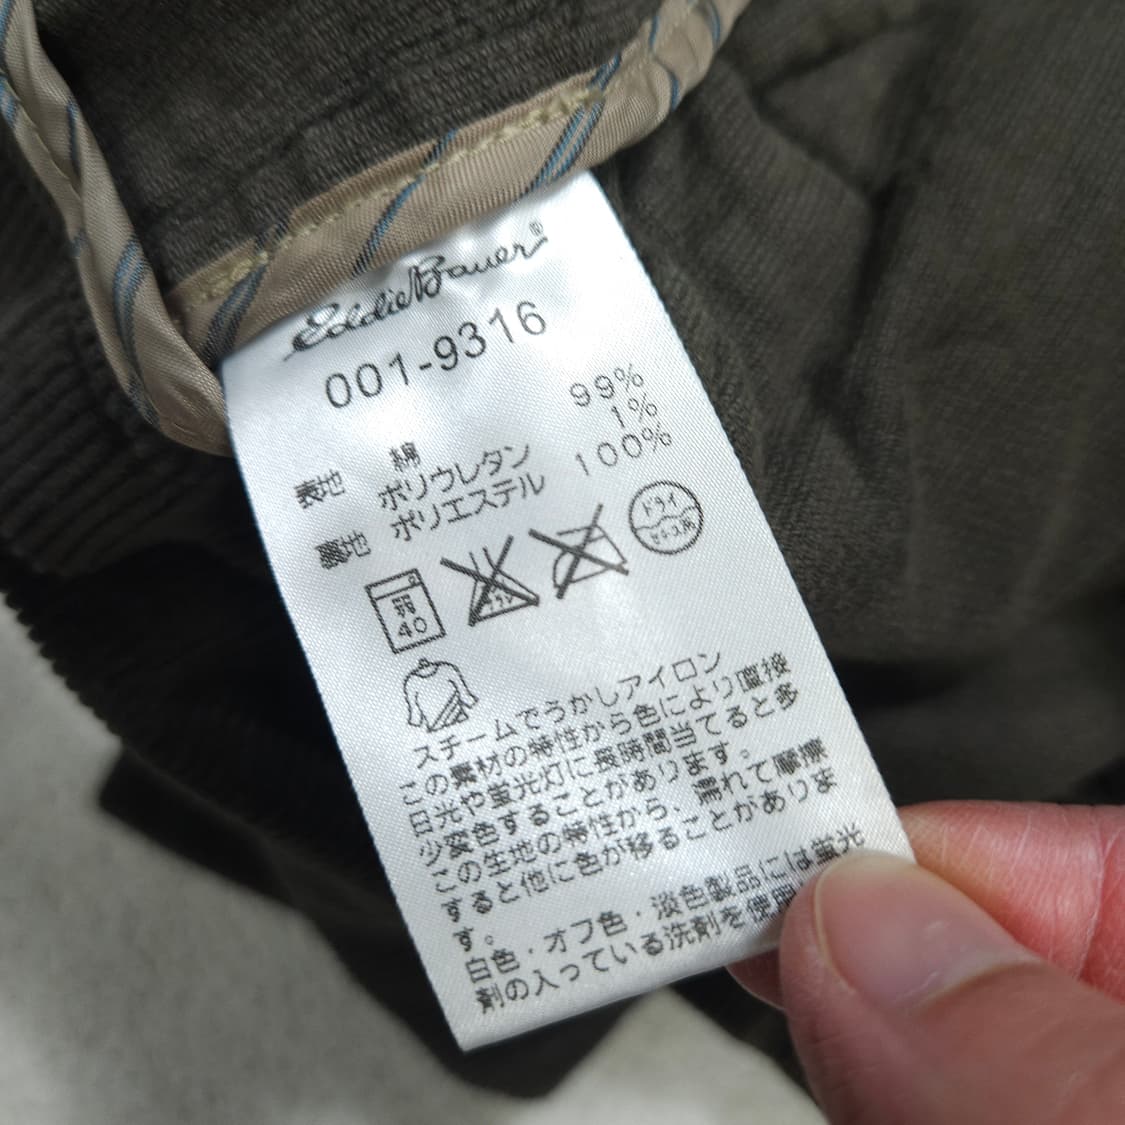 Eddie Bauer®
001-9316
表地 綿 99%
ポリウレタン 1%
裏地 ポリエステル 100%
弱 40
ドライ セキユ系
スチームでうかしアイロン
この素材の特性から色により直接
日光や蛍光灯に長時間当てると多
少変色することがあります。
この生地の特性から、濡れて摩擦
すると他に色が移ることがありま
す。
白色・オフ色・淡色製品には蛍光
剤の入っている洗剤を使用